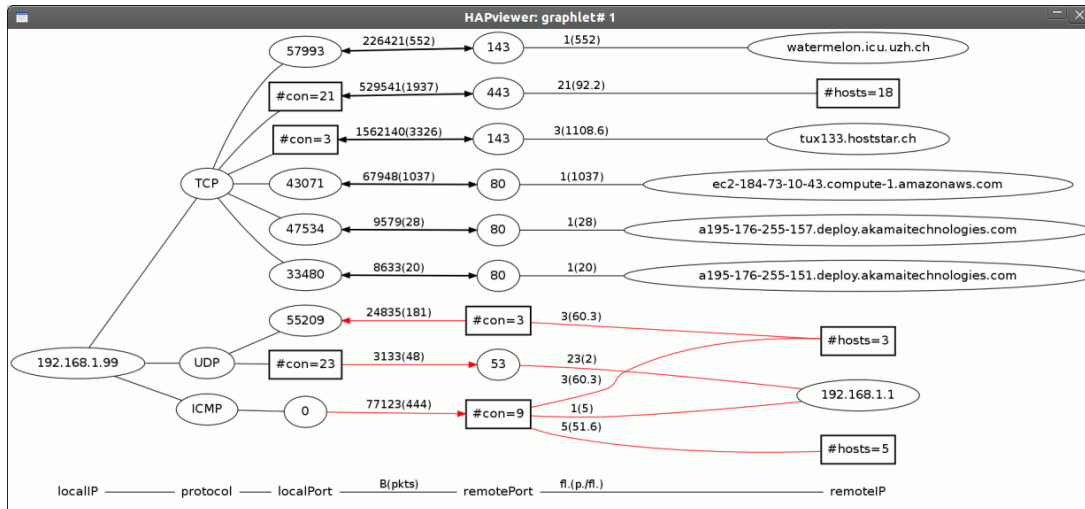 HAPviewer: graphlet# 1
57993 226421(552) 143 1(552) watermelon.icu.uzh.ch
#con=21 529541(1937) 443 21(92.2) #hosts=18
#con=3 1562140(3326) 143 3(1108.6) tux133.hoststar.ch
TCP 43071 67948(1037) 80 1(1037) ec2-184-73-10-43.compute-1.amazonaws.com
47534 9579(28) 80 1(28) a195-176-255-157.deploy.akamaitechnologies.com
33480 8633(20) 80 1(20) a195-176-255-151.deploy.akamaitechnologies.com
55209 24835(181) #con=3 3(60.3) #hosts=3
192.168.1.99 UDP #con=23 3133(48) 53 23(2)
3(60.3) 192.168.1.1
ICMP 0 77123(444) #con=9 1(5)
5(51.6) #hosts=5
localIP protocol localPort B(pkts) remotePort fl.(p./fl.) remoteIP